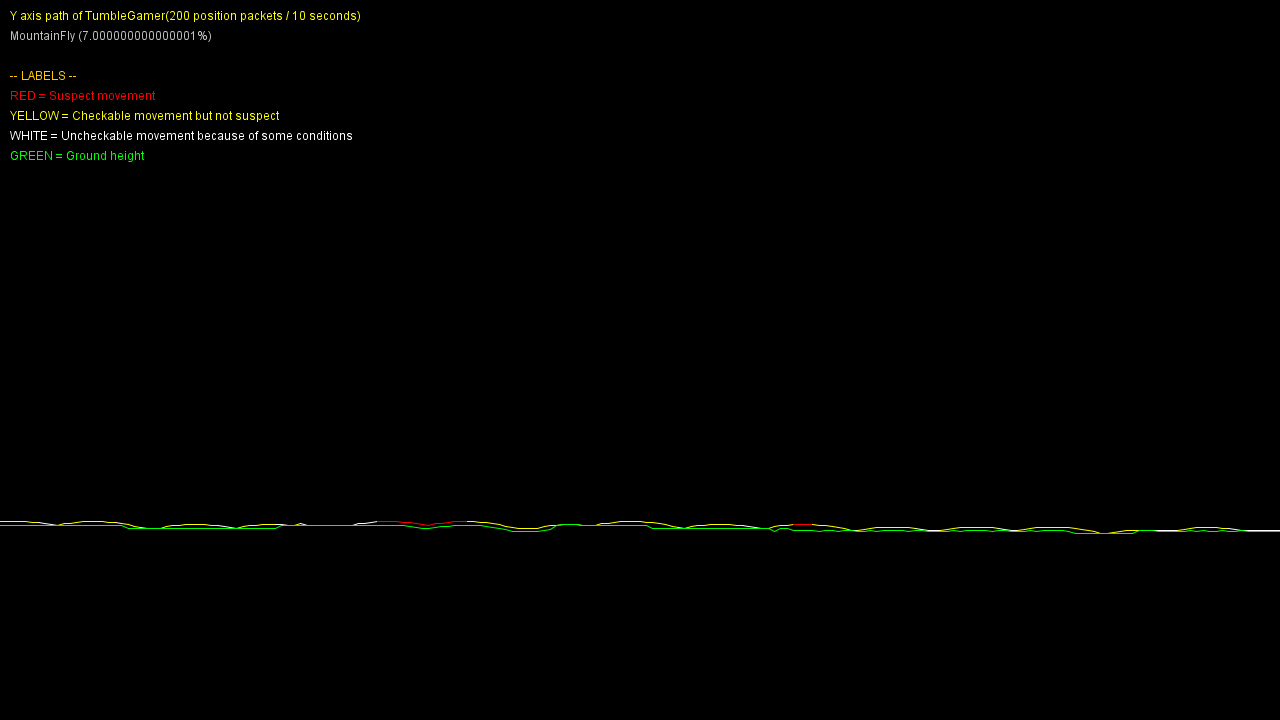 Y axis path of TumbleGamer(200 position packets / 10 seconds)
MountainFly (7.000000000000001%)
-- LABELS --
RED = Suspect movement
YELLOW = Checkable movement but not suspect
WHITE = Uncheckable movement because of some conditions
GREEN = Ground height